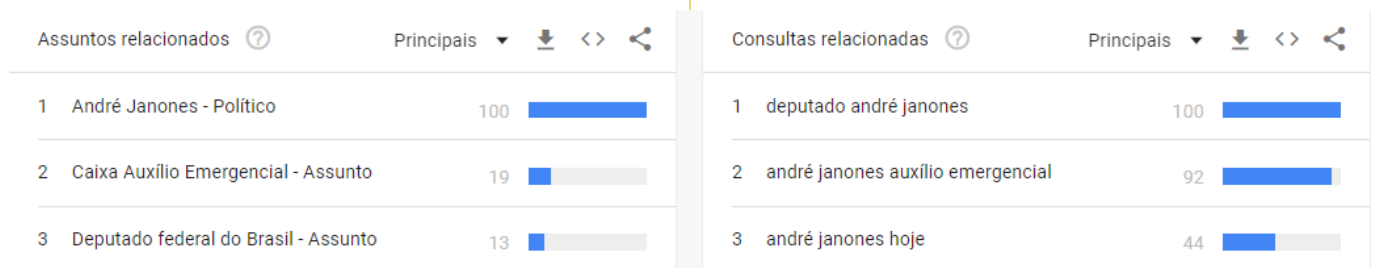 Assuntos relacionados ?
Principais
1 André Janones - Político 100
2 Caixa Auxílio Emergencial - Assunto 19
3 Deputado federal do Brasil - Assunto 13
Consultas relacionadas ?
Principais
1 deputado andré janones 100
2 andré janones auxílio emergencial 92
3 andré janones hoje 44